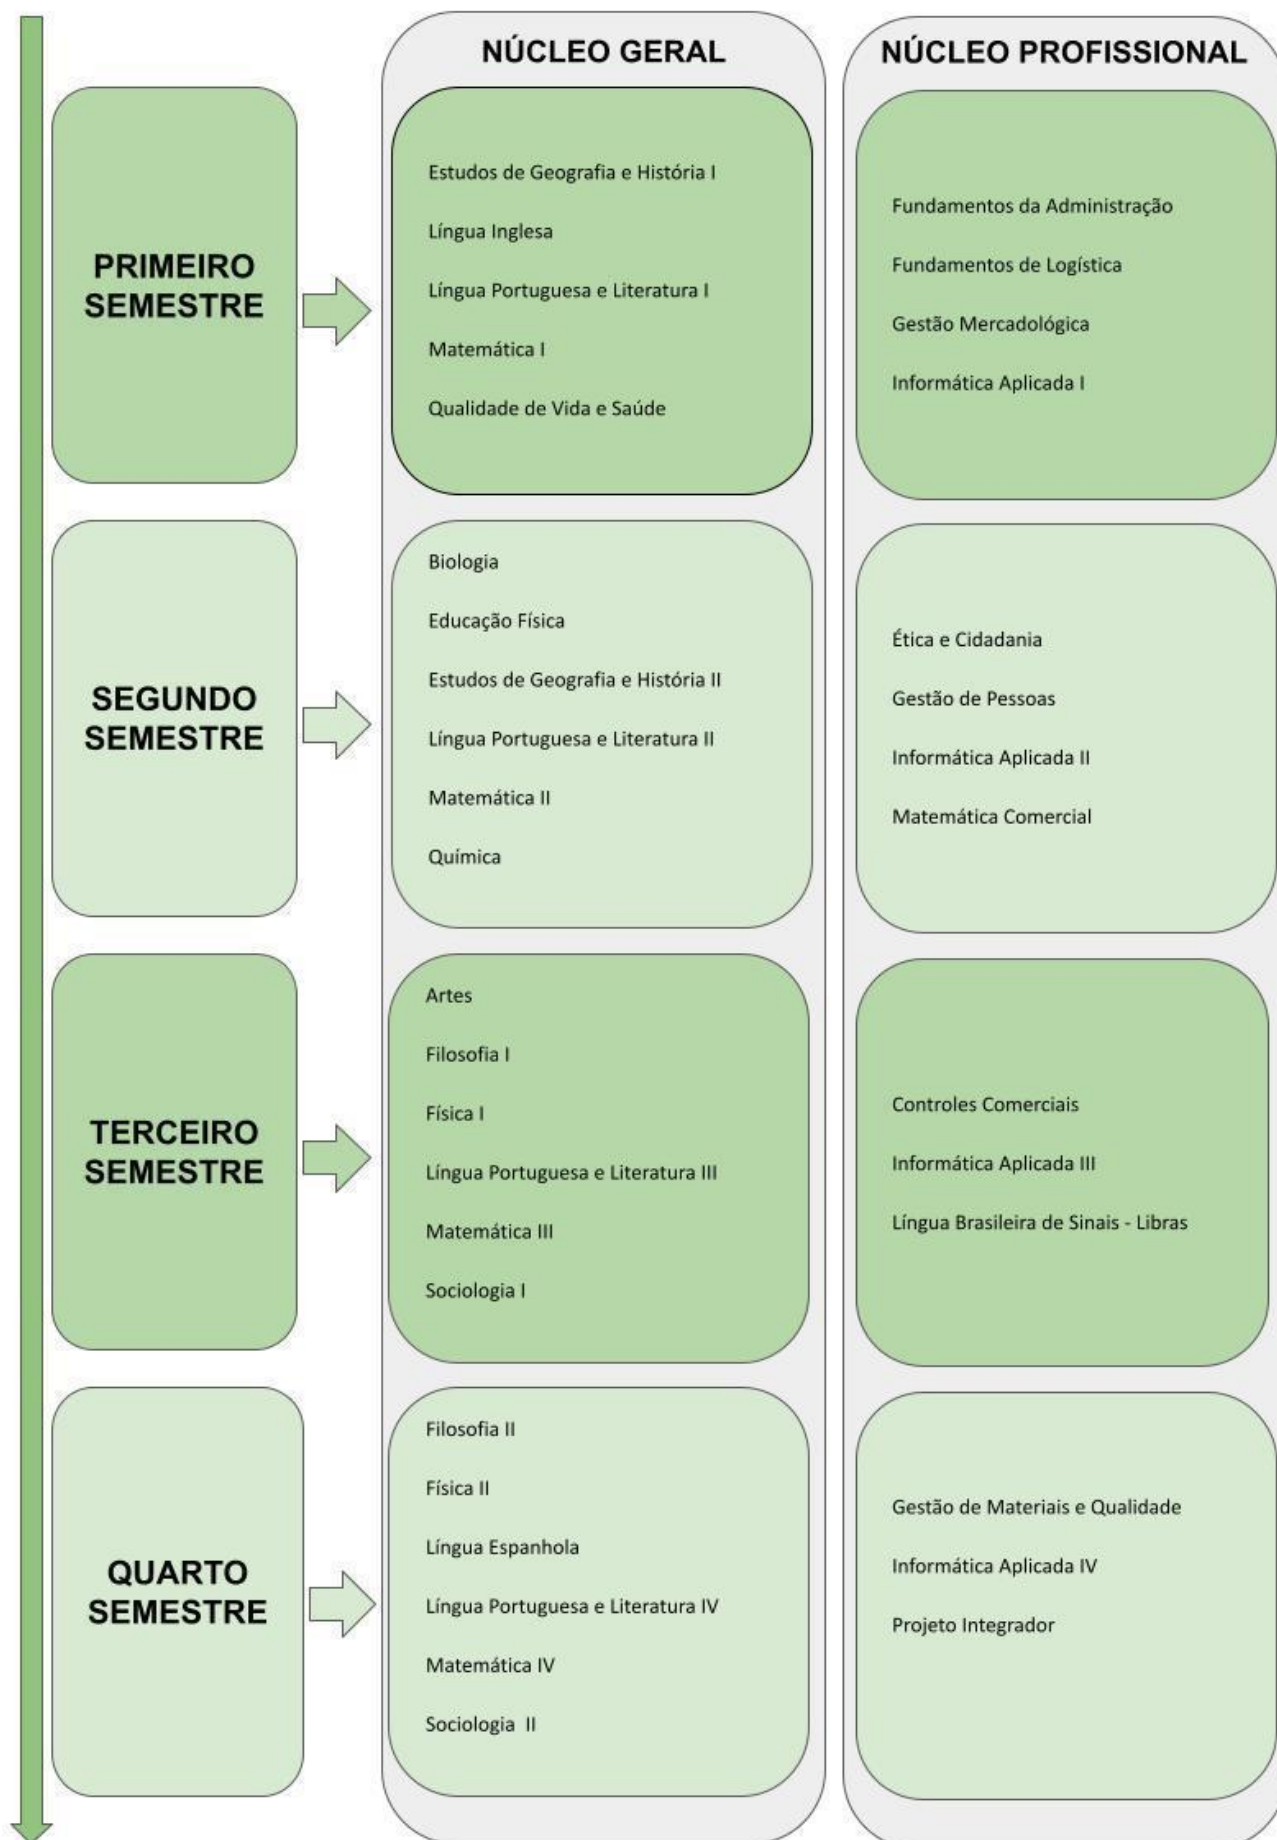 NÚCLEO GERAL
NÚCLEO PROFISSIONAL
PRIMEIRO
SEMESTRE
Estudos de Geografia e História I
Língua Inglesa
Língua Portuguesa e Literatura I
Matemática I
Qualidade de Vida e Saúde
Fundamentos da Administração
Fundamentos de Logística
Gestão Mercadológica
Informática Aplicada I
SEGUNDO
SEMESTRE
Biologia
Educação Física
Estudos de Geografia e História II
Língua Portuguesa e Literatura II
Matemática II
Química
Ética e Cidadania
Gestão de Pessoas
Informática Aplicada II
Matemática Comercial
TERCEIRO
SEMESTRE
Artes
Filosofia I
Física I
Língua Portuguesa e Literatura III
Matemática III
Sociologia I
Controles Comerciais
Informática Aplicada III
Língua Brasileira de Sinais - Libras
QUARTO
SEMESTRE
Filosofia II
Física II
Língua Espanhola
Língua Portuguesa e Literatura IV
Matemática IV
Sociologia  II
Gestão de Materiais e Qualidade
Informática Aplicada IV
Projeto Integrador